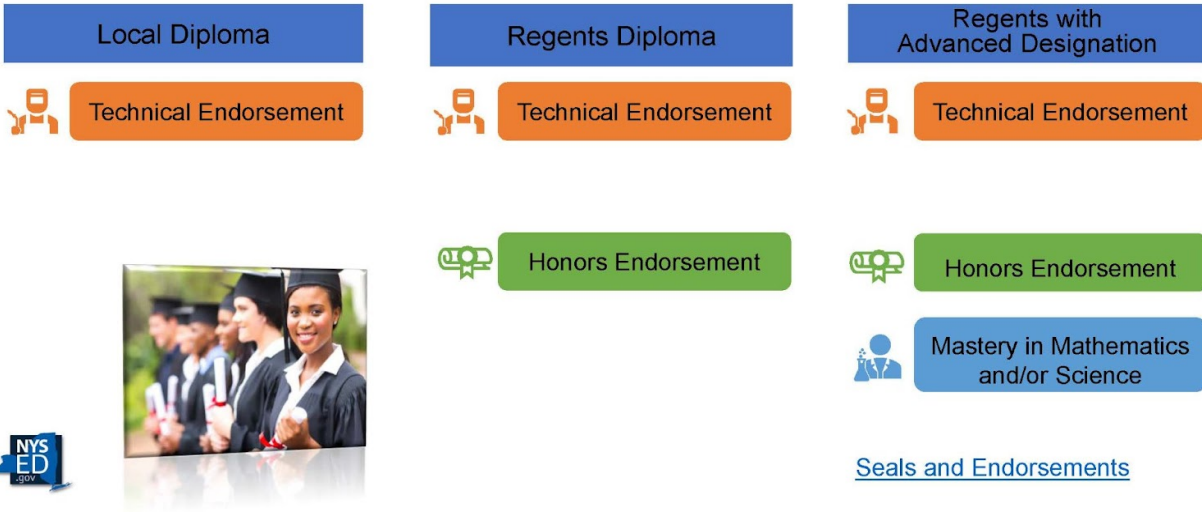 Local Diploma
Technical Endorsement
Regents Diploma
Technical Endorsement
Honors Endorsement
Regents with
Advanced Designation
Technical Endorsement
Honors Endorsement
Mastery in Mathematics
and/or Science
NYS
ED
.gov
Seals and Endorsements